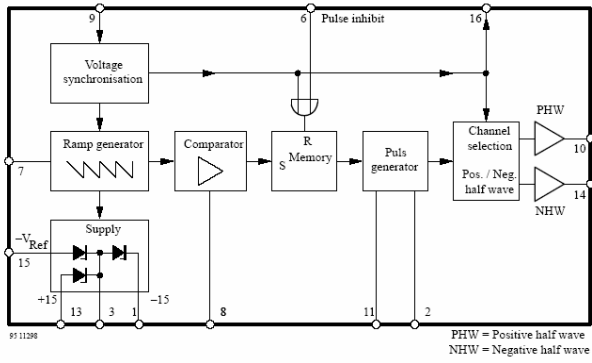 9
6
Pulse inhibit
16
Voltage
synchronisation
PHW
Ramp generator
Comparator
R
S
Memory
Puls
generator
Channel
selection
Pos. / Neg.
half wave
7
10
14
NHW
–VRef
15
Supply
+15
–15
13
3
1
8
11
2
95 11298
PHW = Positive half wave
NHW = Negative half wave